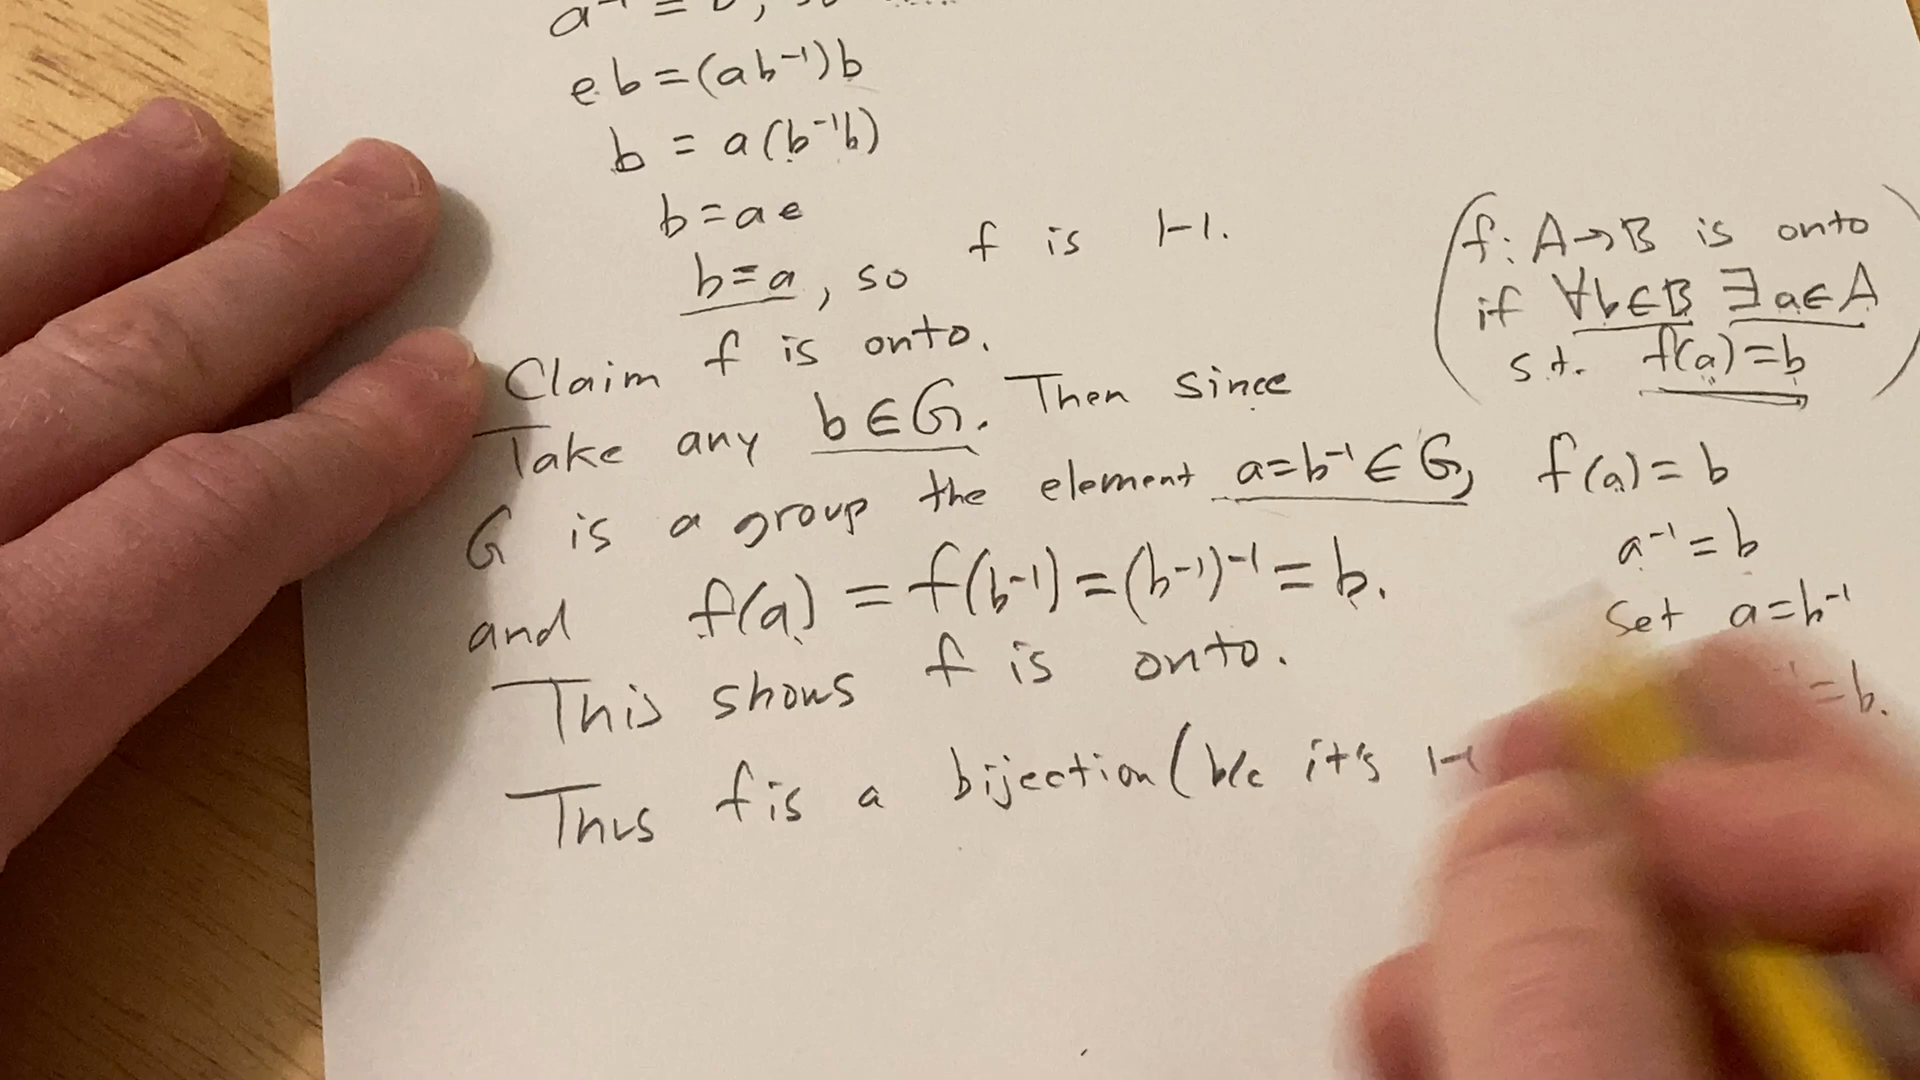 eb=(ab⁻¹)b
b = a(b⁻¹b)
b=ae
b=a, so f is 1-1.
Claim f is onto.
Take any b∈G. Then since
G is a group the element a=b⁻¹∈G,
and f(a) = f(b⁻¹) = (b⁻¹)⁻¹ = b.
This shows f is onto.
Thus f is a bijection (b/c it's 1-1
(f: A→B is onto
if ∀b∈B ∃a∈A
s.t. f(a)=b)
f(a)=b
a⁻¹=b
Set a=b⁻¹
=b.